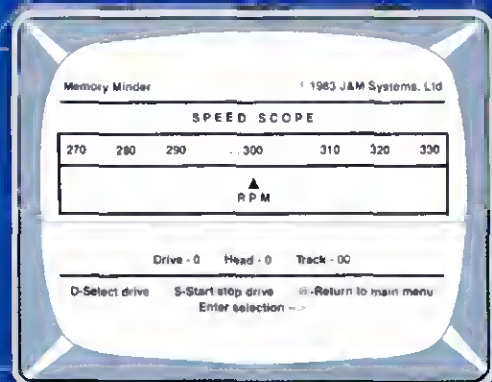 Memory Minder 1983 J&M Systems, Ltd
SPEED SCOPE
270 280 290 . . 300 310 320 330
▲
RPM
Drive - 0 Head - 0 Track - 00
D-Select drive S-Start stop drive -Return to main menu
Enter selection -->